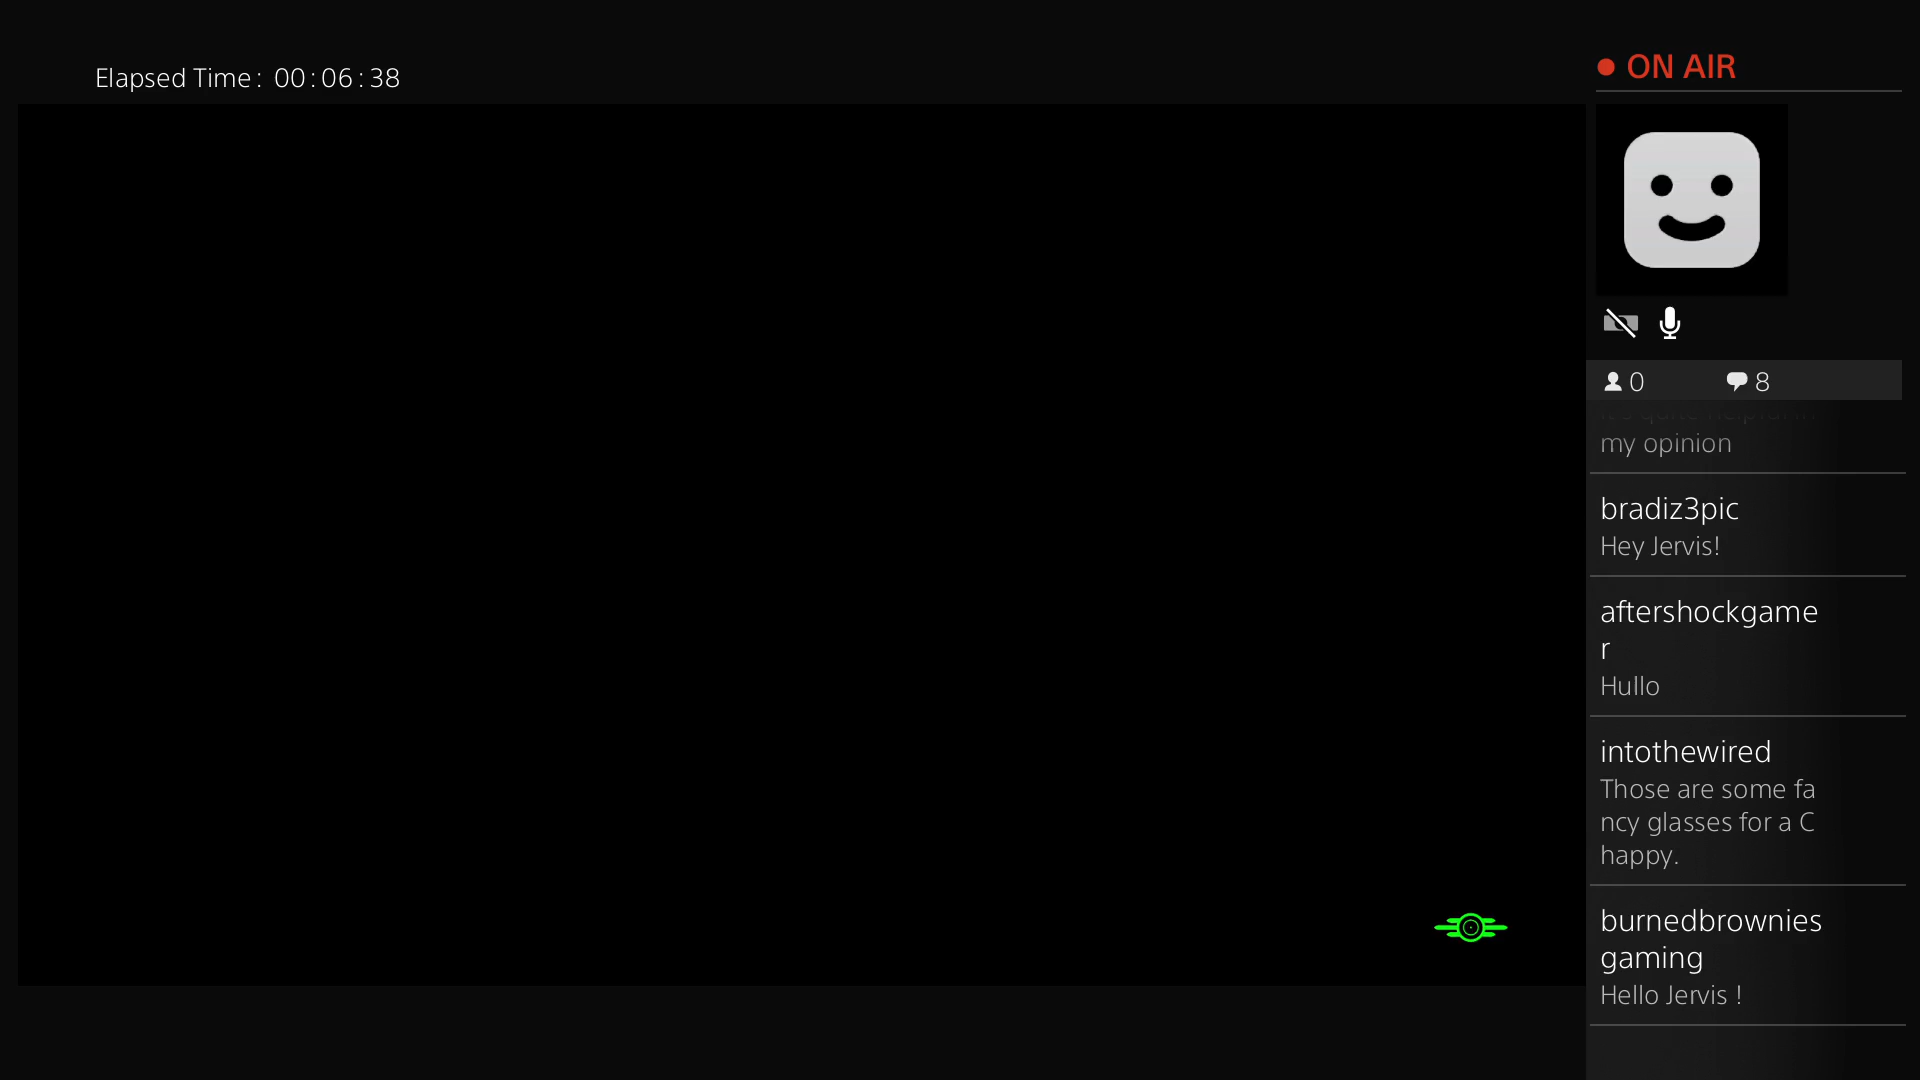 Elapsed Time: 00:06:38
ON AIR
0
8
my opinion
bradiz3pic
Hey Jervis!
aftershockgame
r
Hullo
intothewired
Those are some fa
ncy glasses for a C
happy.
burnedbrownies
gaming
Hello Jervis !